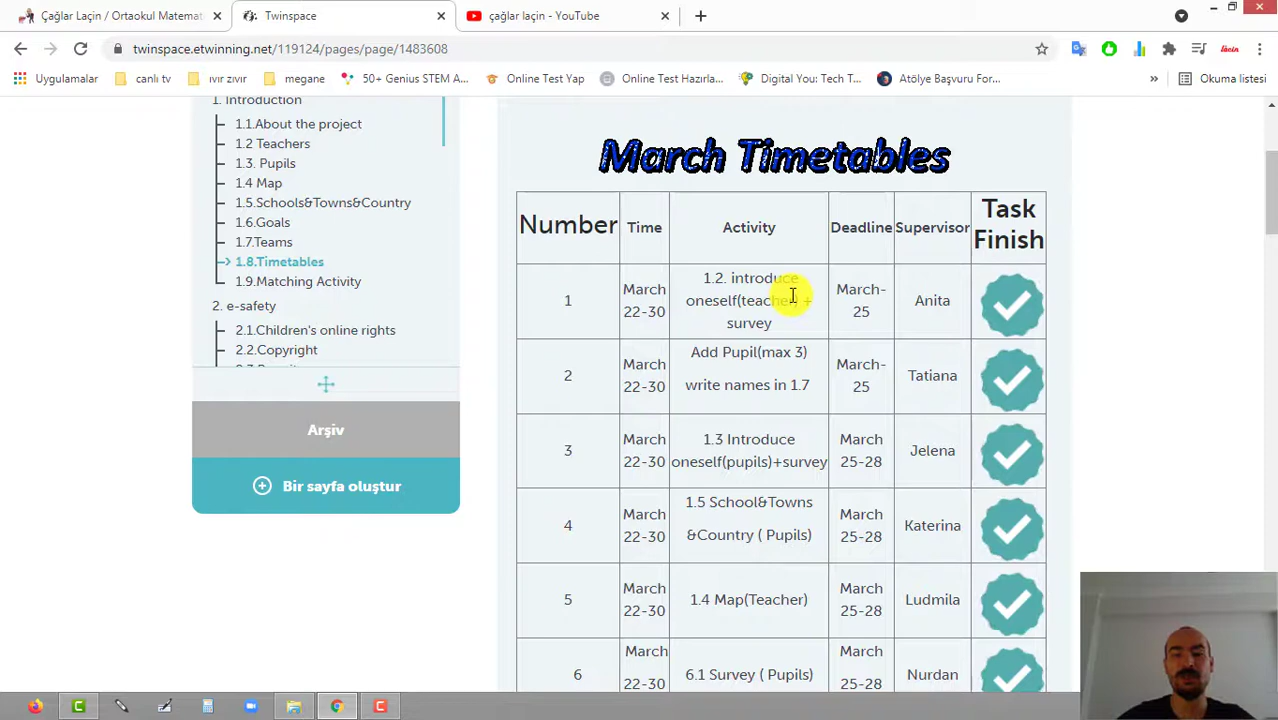 Çağlar Laçin / Ortaokul Matemat
Twinspace
çağlar laçin - YouTube
twinspace.etwinning.net/119124/pages/page/1483608
Uygulamalar
canlı tv
ıvır zıvır
megane
50+ Genius STEM A...
Online Test Yap
Online Test Hazırla...
Digital You: Tech T...
Atölye Başvuru For...
»
Okuma listesi
1. Introduction
1.1.About the project
1.2 Teachers
1.3. Pupils
1.4 Map
1.5.Schools&Towns&Country
1.6.Goals
1.7.Teams
1.8.Timetables
1.9.Matching Activity
2. e-safety
2.1.Children's online rights
2.2.Copyright
Arşiv
Bir sayfa oluştur
March Timetables
Number Time Activity Deadline Supervisor Task
Finish
1 March
22-30 1.2. introduce
oneself(teacher) +
survey March-
25 Anita
2 March
22-30 Add Pupil(max 3)
write names in 1.7 March-
25 Tatiana
3 March
22-30 1.3 Introduce
oneself(pupils)+survey March
25-28 Jelena
4 March
22-30 1.5 School&Towns
&Country ( Pupils) March
25-28 Katerina
5 March
22-30 1.4 Map(Teacher) March
25-28 Ludmila
6 March
22-30 6.1 Survey ( Pupils) March
25-28 Nurdan